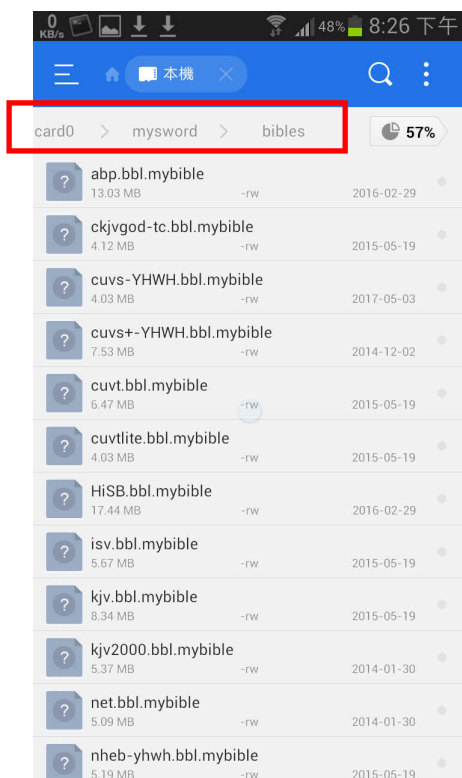 0
KB/s 48% 8:26 下午
本機
card0 > mysword > bibles 57%
abp.bbl.mybible
13.03 MB -rw 2016-02-29
ckjvgod-tc.bbl.mybible
4.12 MB -rw 2015-05-19
cuvs-YHWH.bbl.mybible
4.03 MB -rw 2017-05-03
cuvs+-YHWH.bbl.mybible
7.53 MB -rw 2014-12-02
cuvt.bbl.mybible
6.47 MB -rw 2015-05-19
cuvtlite.bbl.mybible
4.03 MB -rw 2015-05-19
HiSB.bbl.mybible
17.44 MB -rw 2016-02-29
isv.bbl.mybible
5.67 MB -rw 2015-05-19
kjv.bbl.mybible
8.34 MB -rw 2015-05-19
kjv2000.bbl.mybible
5.37 MB -rw 2014-01-30
net.bbl.mybible
5.09 MB -rw 2014-01-30
nheb-yhwh.bbl.mybible
5.19 MB -rw 2015-05-19